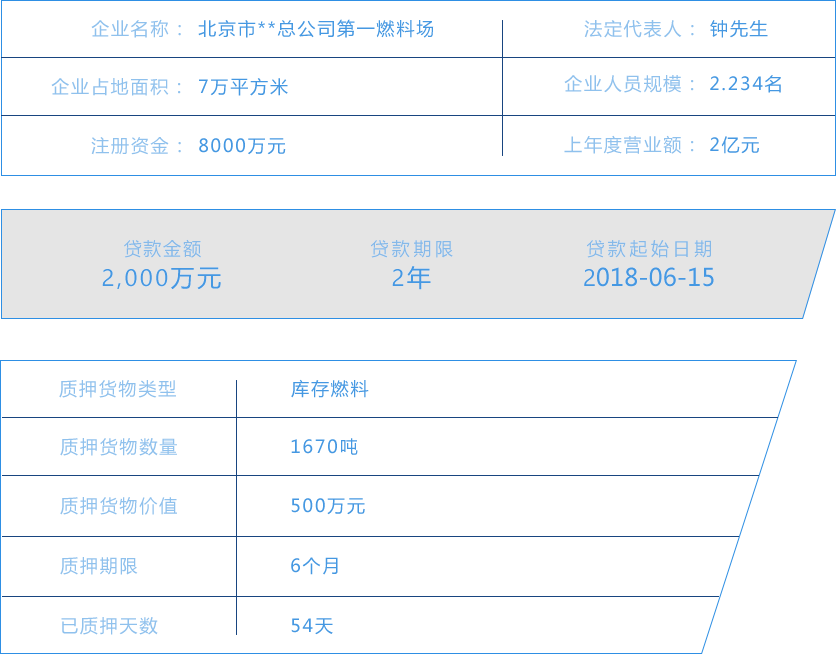 企业名称： 北京市**总公司第一燃料场 法定代表人： 钟先生
企业占地面积： 7万平方米 企业人员规模： 2.234名
注册资金： 8000万元 上年度营业额： 2亿元
贷款金额 贷款期限 贷款起始日期
2,000万元 2年 2018-06-15
质押货物类型 库存燃料
质押货物数量 1670吨
质押货物价值 500万元
质押期限 6个月
已质押天数 54天